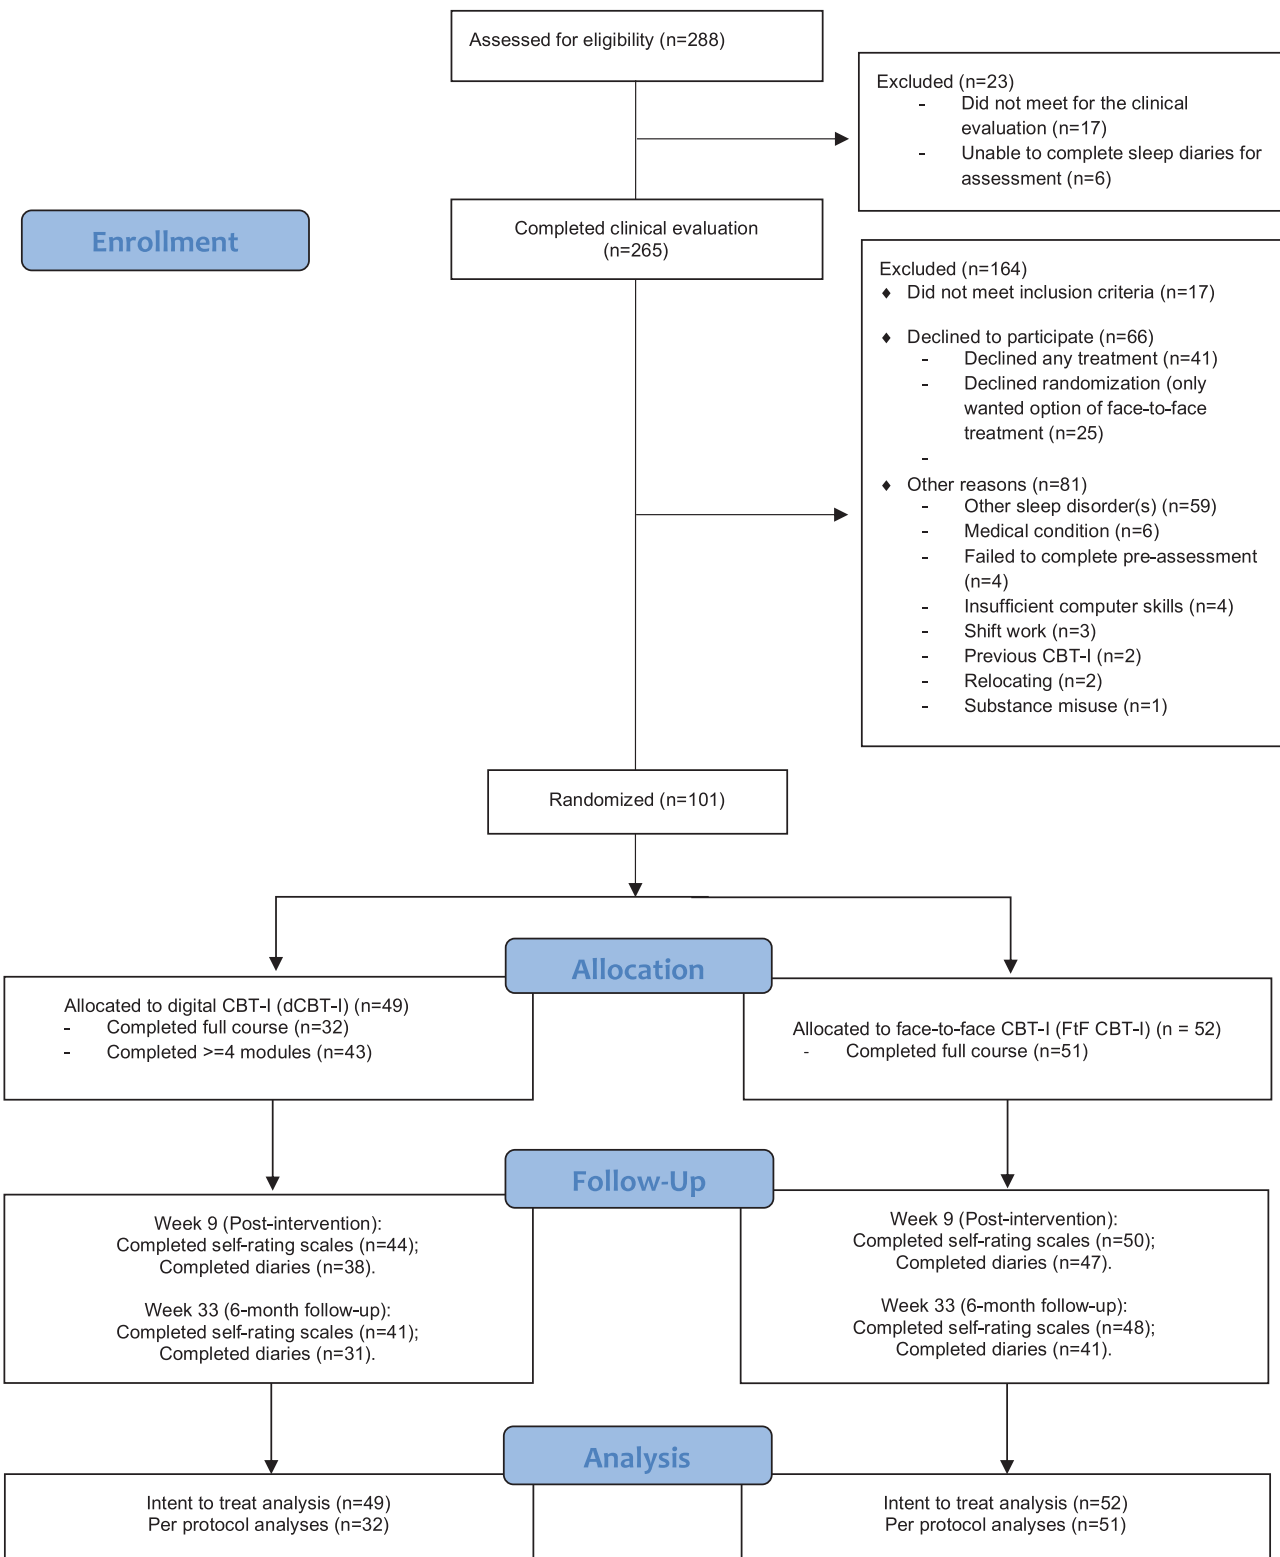 Assessed for eligibility (n=288)
Excluded (n=23)
- Did not meet for the clinical
evaluation (n=17)
- Unable to complete sleep diaries for
assessment (n=6)
Enrollment
Completed clinical evaluation
(n=265)
Excluded (n=164)
♦ Did not meet inclusion criteria (n=17)
♦ Declined to participate (n=66)
- Declined any treatment (n=41)
- Declined randomization (only
wanted option of face-to-face
treatment (n=25)
-
♦ Other reasons (n=81)
- Other sleep disorder(s) (n=59)
- Medical condition (n=6)
- Failed to complete pre-assessment
(n=4)
- Insufficient computer skills (n=4)
- Shift work (n=3)
- Previous CBT-I (n=2)
- Relocating (n=2)
- Substance misuse (n=1)
Randomized (n=101)
Allocation
Allocated to digital CBT-I (dCBT-I) (n=49)
- Completed full course (n=32)
- Completed >=4 modules (n=43)
Allocated to face-to-face CBT-I (FtF CBT-I) (n = 52)
- Completed full course (n=51)
Follow-Up
Week 9 (Post-intervention):
Completed self-rating scales (n=44);
Completed diaries (n=38).
Week 33 (6-month follow-up):
Completed self-rating scales (n=41);
Completed diaries (n=31).
Week 9 (Post-intervention):
Completed self-rating scales (n=50);
Completed diaries (n=47).
Week 33 (6-month follow-up):
Completed self-rating scales (n=48);
Completed diaries (n=41).
Analysis
Intent to treat analysis (n=49)
Per protocol analyses (n=32)
Intent to treat analysis (n=52)
Per protocol analyses (n=51)